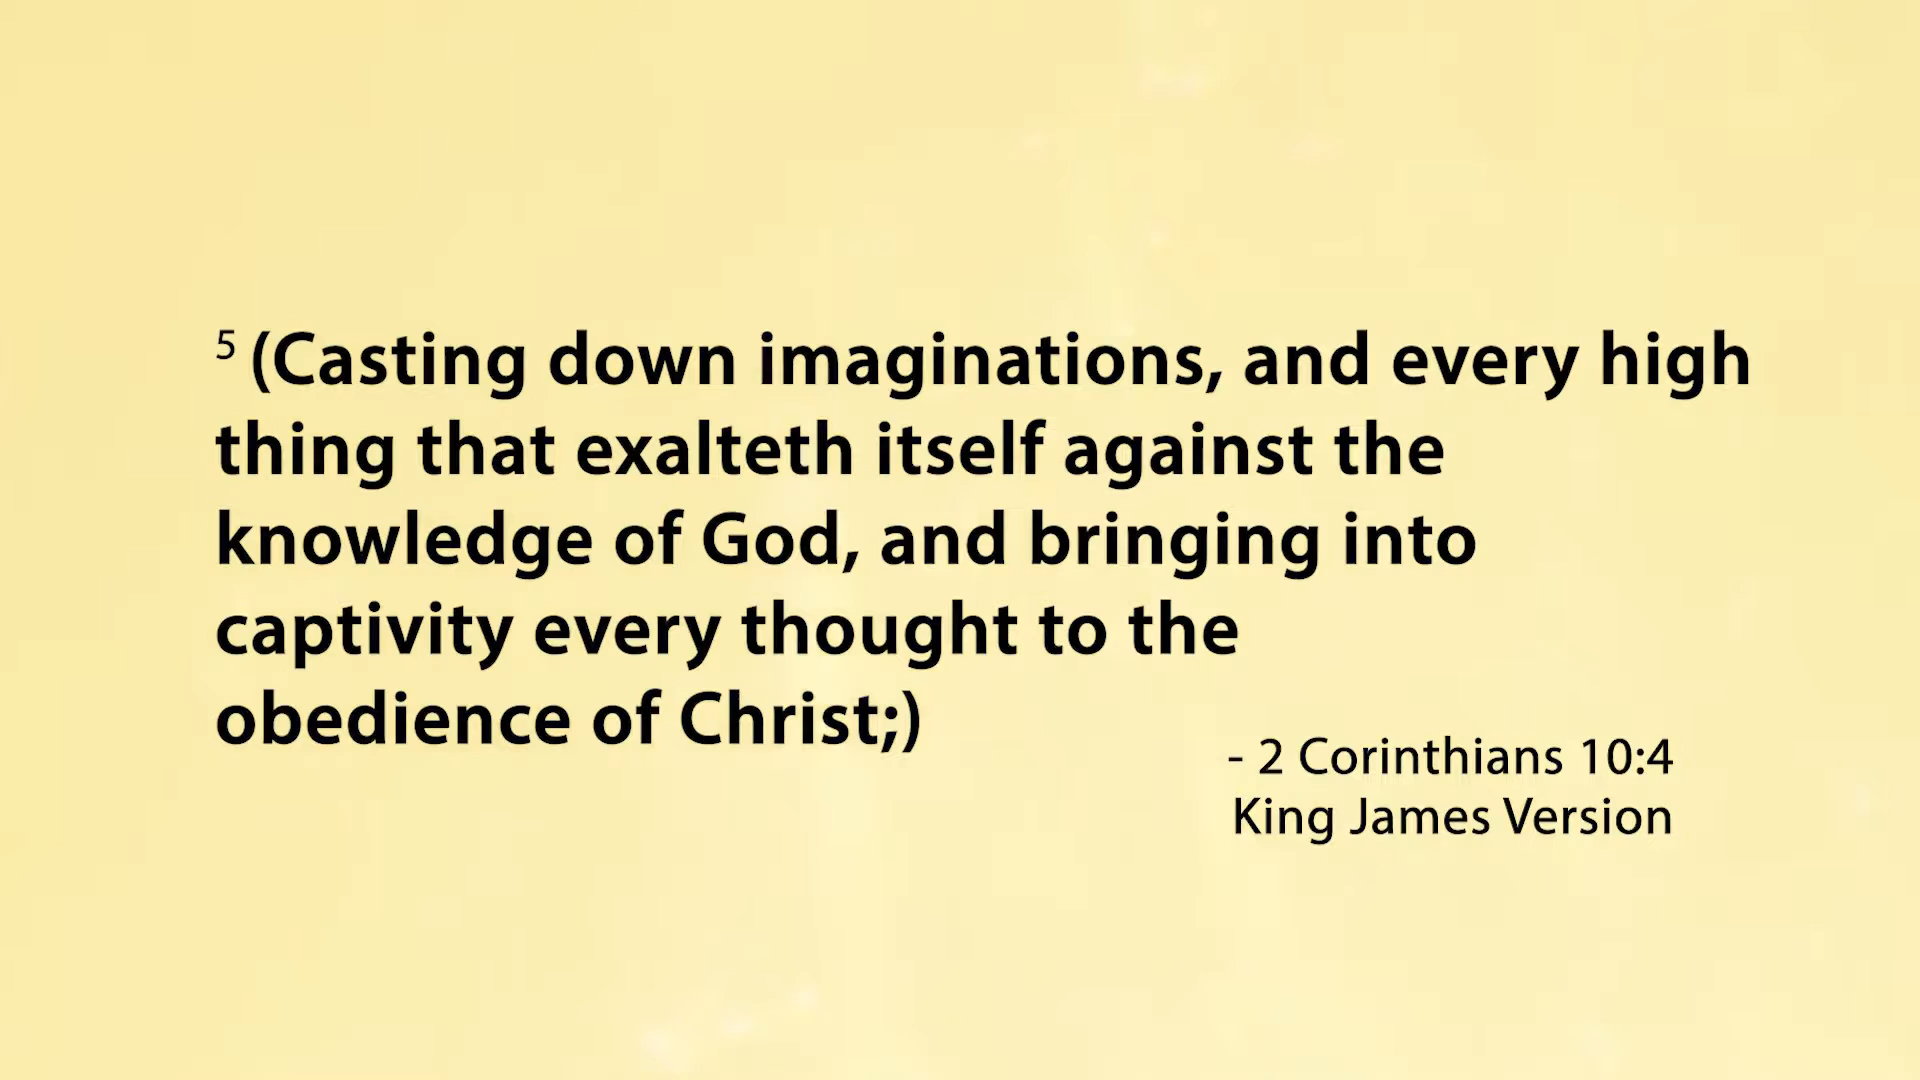 5 (Casting down imaginations, and every high
thing that exalteth itself against the
knowledge of God, and bringing into
captivity every thought to the
obedience of Christ;)
- 2 Corinthians 10:4
King James Version